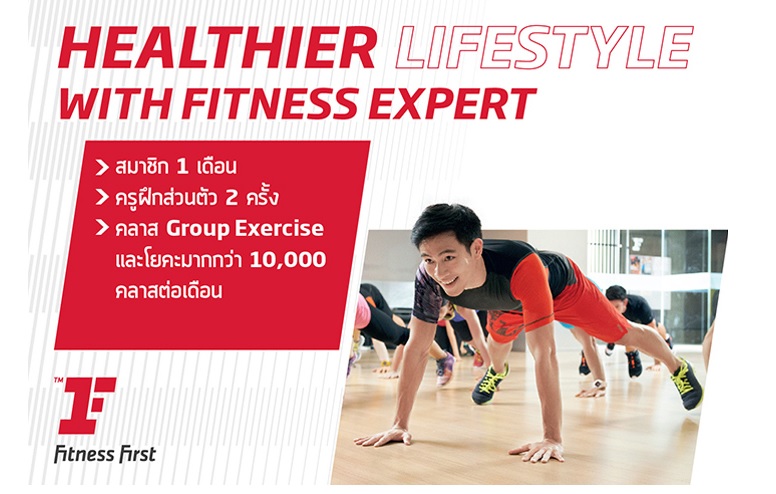 HEALTHIER LIFESTYLE
WITH FITNESS EXPERT
สมาชิก 1 เดือน
ครูฝึกส่วนตัว 2 ครั้ง
คลาส Group Exercise
และโยคะมากกว่า 10,000
คลาสต่อเดือน
TM
Fitness First